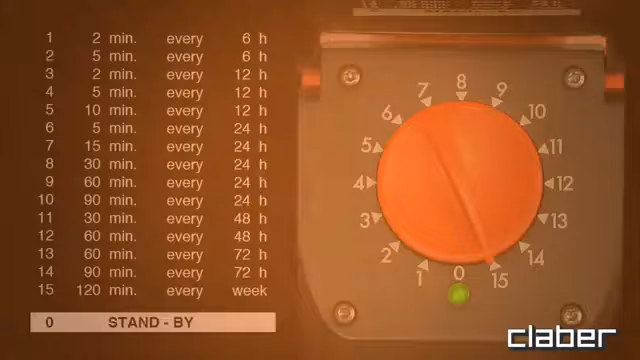 1 2 min. every 6 h
2 5 min. every 6 h
3 2 min. every 12 h
4 5 min. every 12 h
5 10 min. every 12 h
6 5 min. every 24 h
7 15 min. every 24 h
8 30 min. every 24 h
9 60 min. every 24 h
10 90 min. every 24 h
11 30 min. every 48 h
12 60 min. every 48 h
13 60 min. every 72 h
14 90 min. every 72 h
15 120 min. every week
0 STAND - BY
0
1
2
3
4
5
6
7
8
9
10
11
12
13
14
15
claber